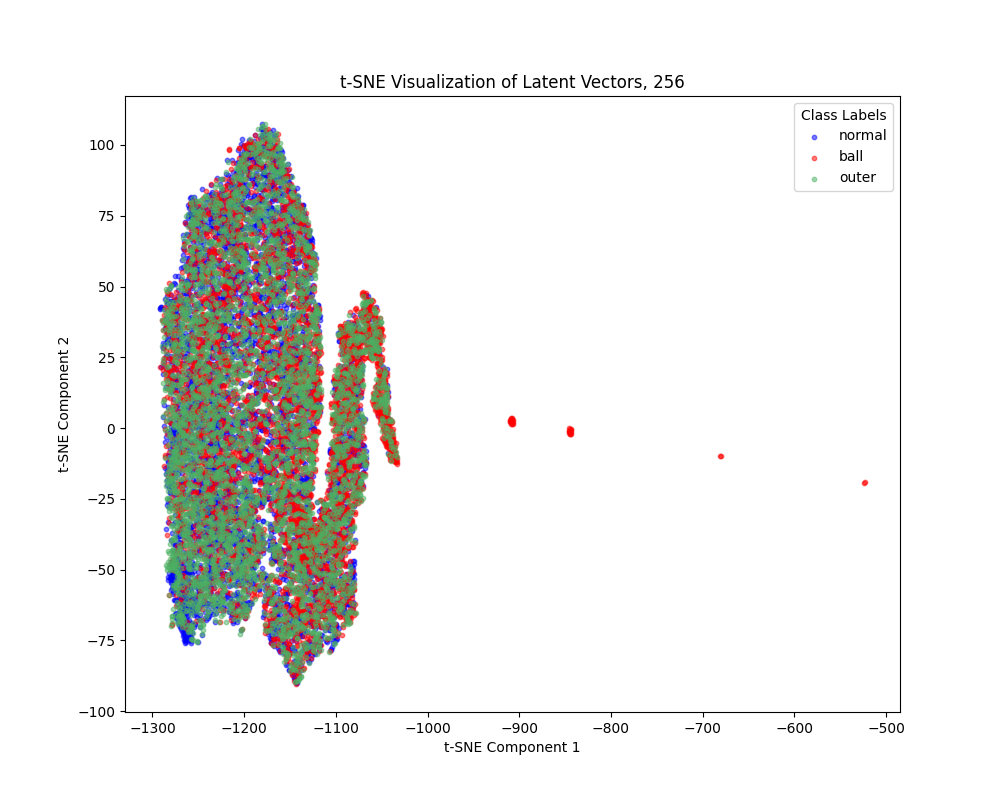 t-SNE Visualization of Latent Vectors, 256
Class Labels
normal
ball
outer
t-SNE Component 2
100
75
50
25
0
−25
−50
−75
−100
−1300
−1200
−1100
−1000
−900
−800
−700
−600
−500
t-SNE Component 1